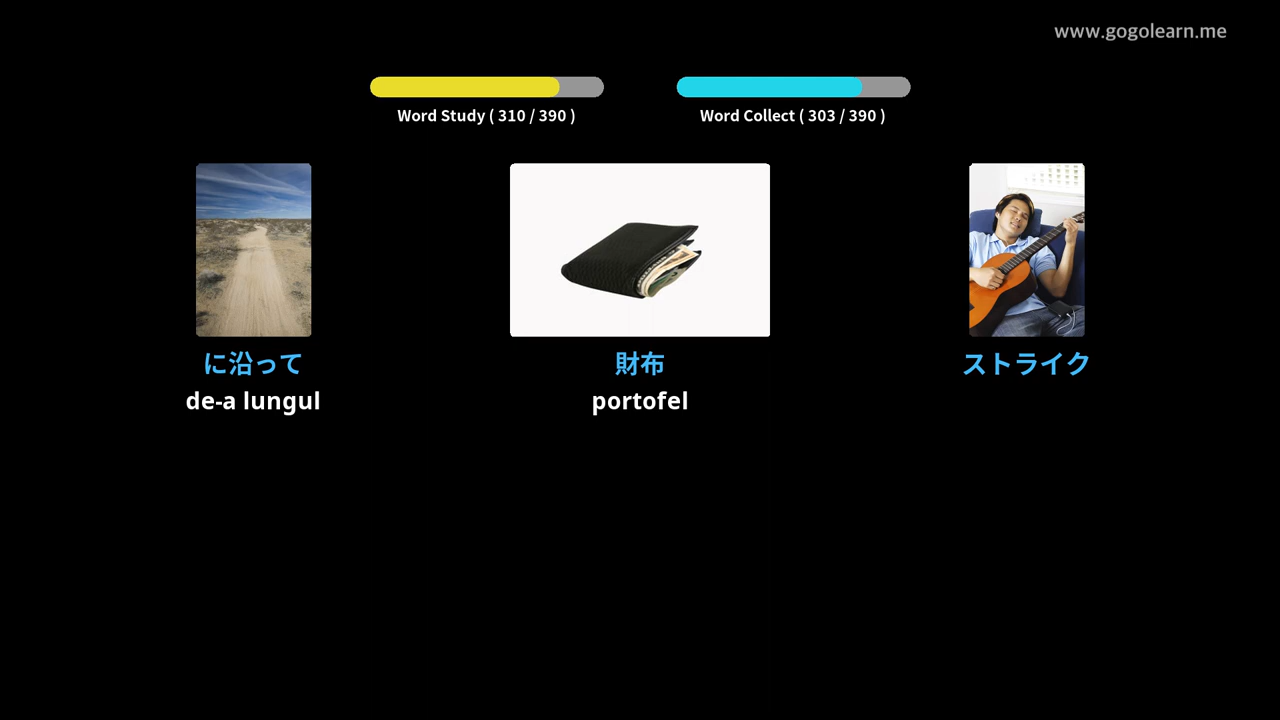 www.gogolearn.me
Word Study ( 310 / 390 )
Word Collect ( 303 / 390 )
に沿って
財布
ストライク
de-a lungul
portofel